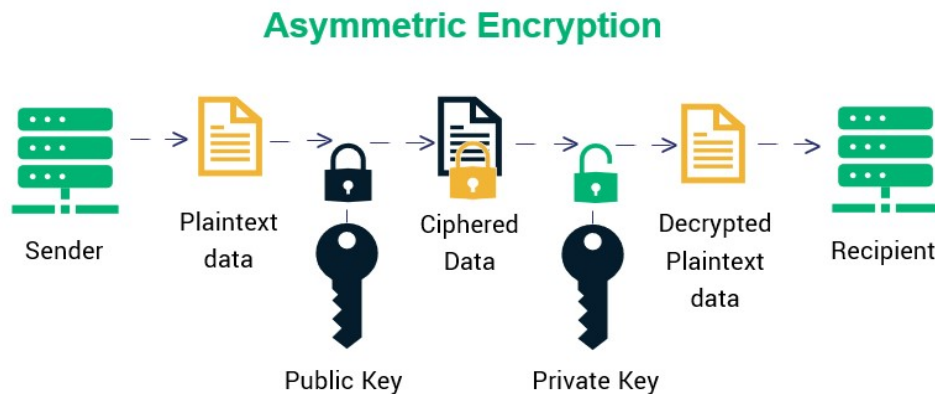 Asymmetric Encryption
Sender
Plaintext
data
Public Key
Ciphered
Data
Private Key
Decrypted
Plaintext
data
Recipient